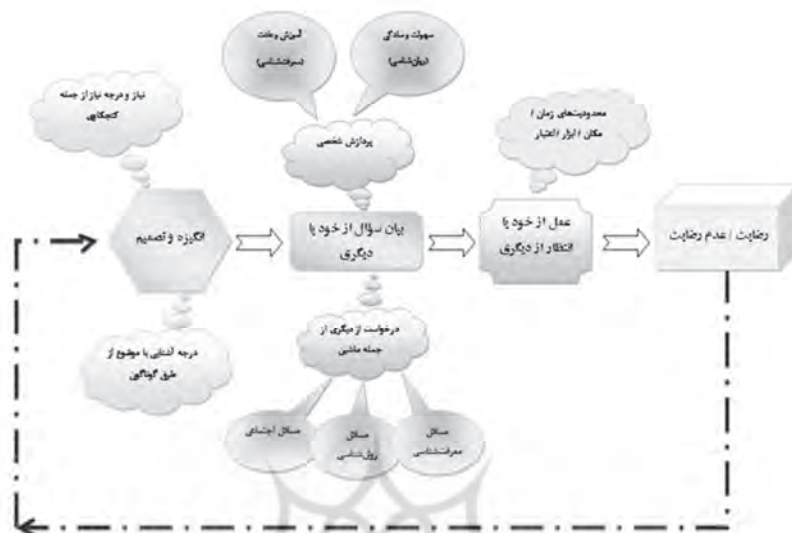 آموزش و ملکت
(معرفت‌شناسی)
سهولت و سادگی
(روان‌شناسی)
نیاز و درجه نیاز از جمله
کنجکاوی
پردازش شخصی
محدودیت‌های زمان /
مکان / ابزار / اعتبار
انگیزه و تصمیم
بیان سؤال از خود یا
دیگری
عمل از خود یا
انتظار از دیگری
رضایت / عدم رضایت
درجه آشنایی با موضوع از
طرق گوناگون
درخواست از دیگری از
جمله ماشین
مسائل اجتماعی
مسائل
روان‌شناسی
مسائل
معرفت‌شناسی